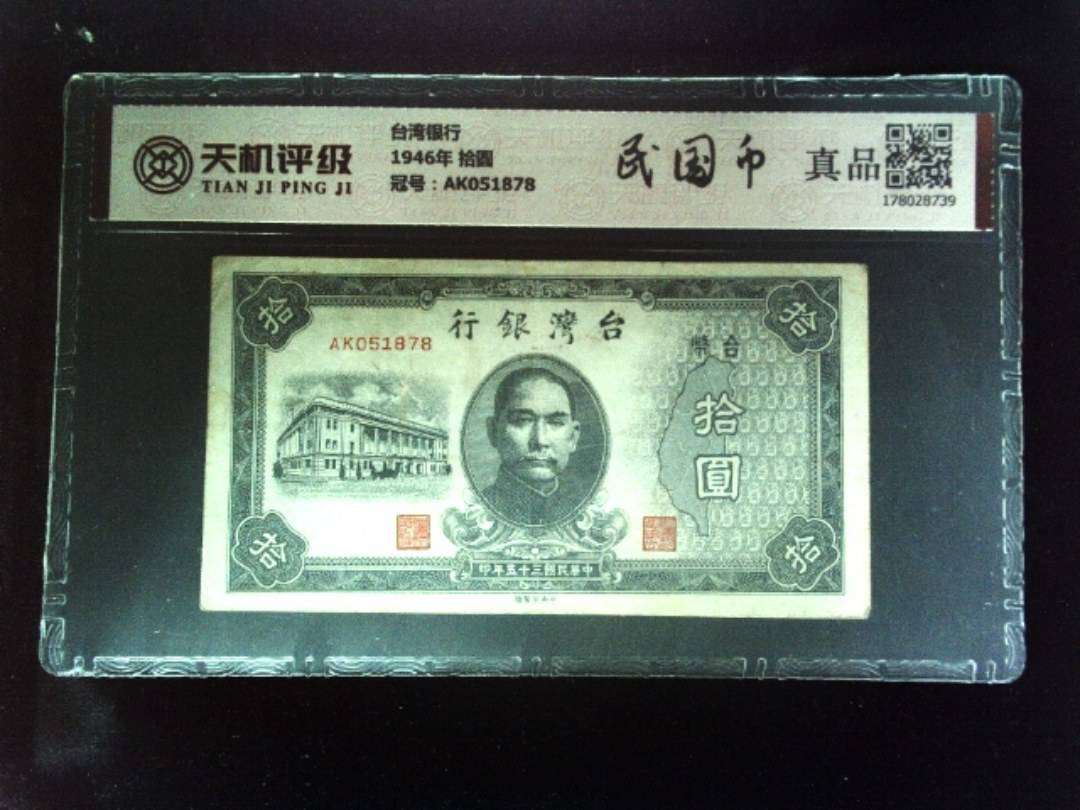 天机评级
TIAN JI PING JI
台湾银行
1946年 拾圆
冠号：AK051878
民国币
真品
178028739
拾
拾
行銀灣台
AK051878
幣台
拾
圓
拾
拾
印年五十三國民華中